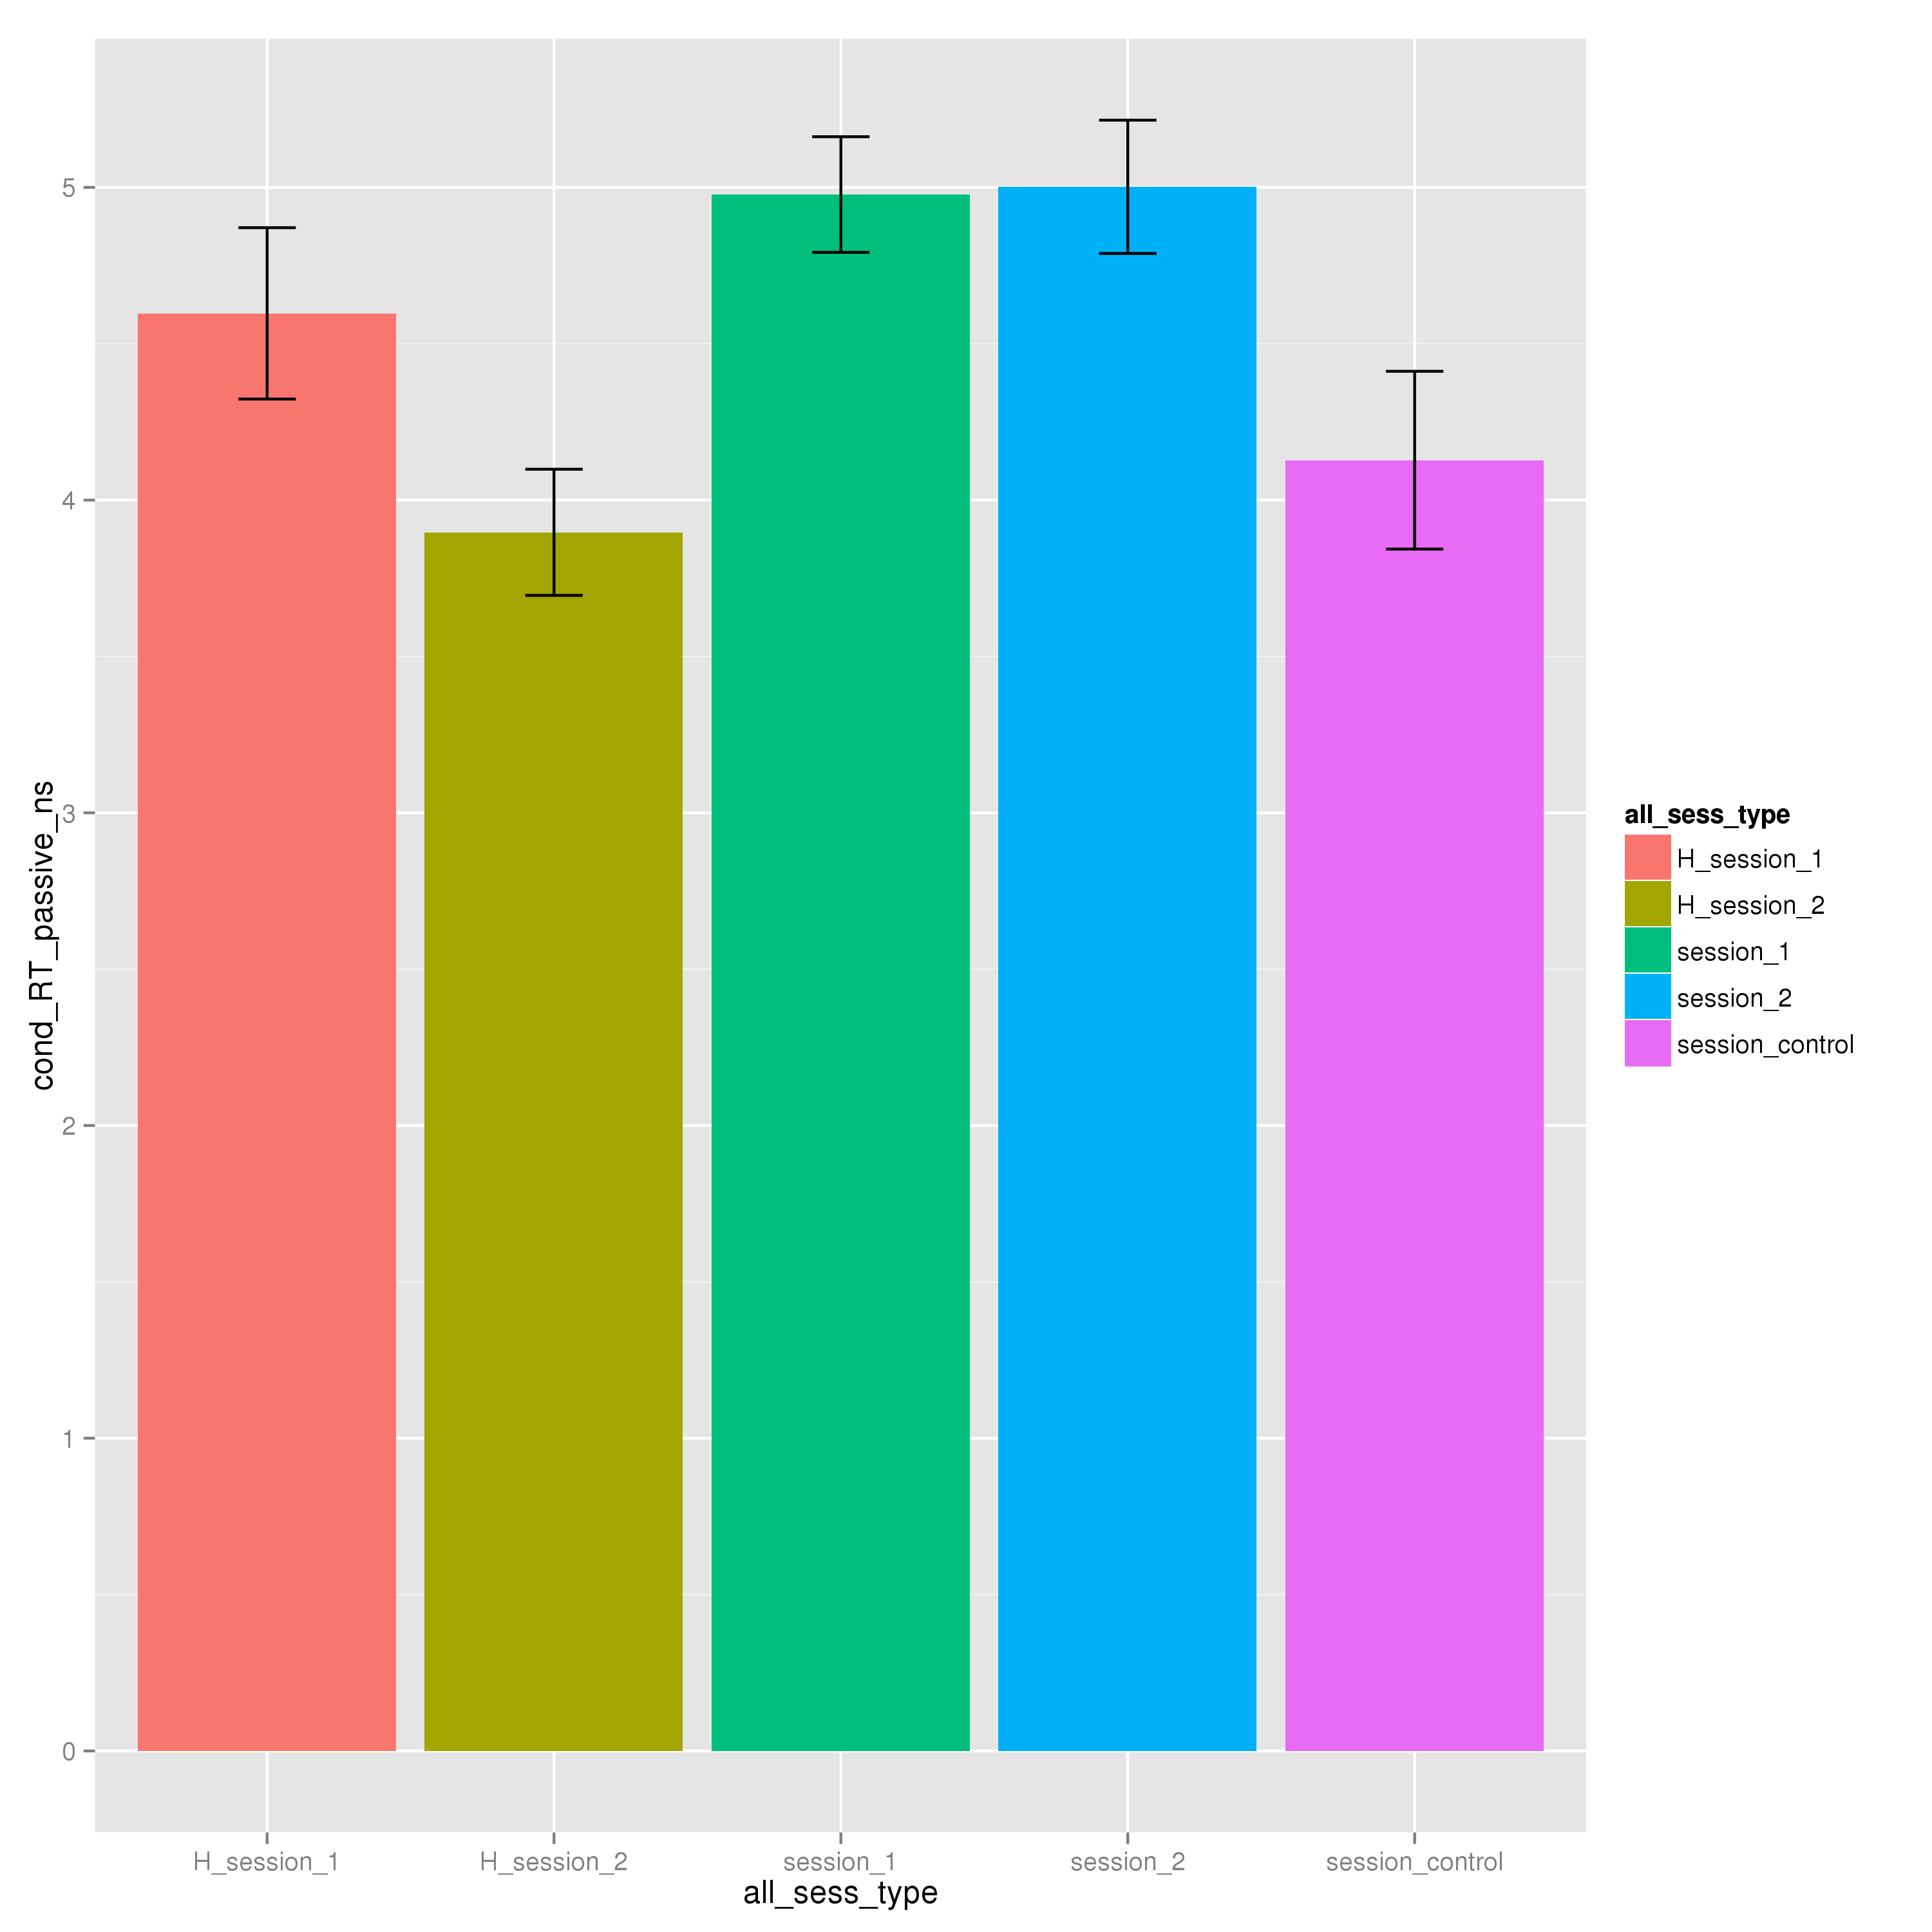 cond_RT_passive_ns
5
4
3
2
1
0
H_session_1 H_session_2 session_1 session_2 session_control
all_sess_type
all_sess_type
H_session_1
H_session_2
session_1
session_2
session_control